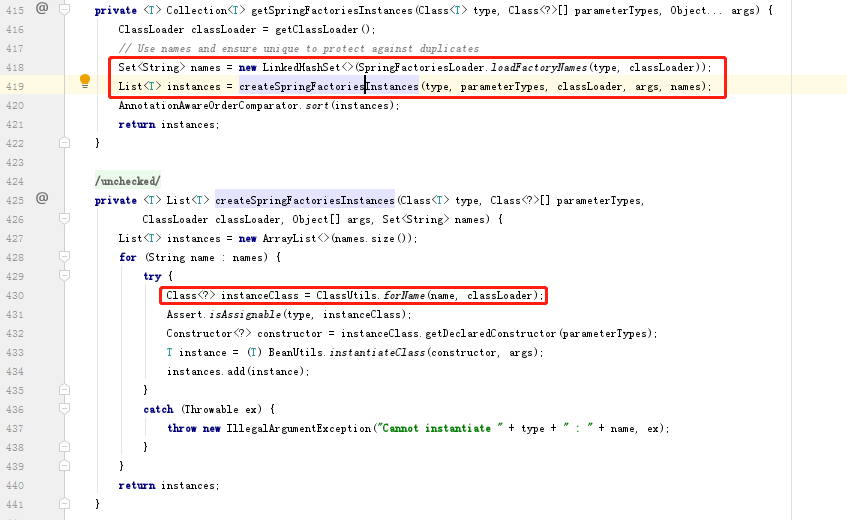 415 @ private <T> Collection<T> getSpringFactoriesInstances(Class<T> type, Class<?>[] parameterTypes, Object... args) {
416 ClassLoader classLoader = getClassLoader();
417 // Use names and ensure unique to protect against duplicates
418 Set<String> names = new LinkedHashSet<>(SpringFactoriesLoader.loadFactoryNames(type, classLoader));
419 List<T> instances = createSpringFactoriesInstances(type, parameterTypes, classLoader, args, names);
420 AnnotationAwareOrderComparator.sort(instances);
421 return instances;
422 }
423
424 /unchecked/
425 @ private <T> List<T> createSpringFactoriesInstances(Class<T> type, Class<?>[] parameterTypes,
426 ClassLoader classLoader, Object[] args, Set<String> names) {
427 List<T> instances = new ArrayList<>(names.size());
428 for (String name : names) {
429 try {
430 Class<?> instanceClass = ClassUtils.forName(name, classLoader);
431 Assert.isAssignable(type, instanceClass);
432 Constructor<?> constructor = instanceClass.getDeclaredConstructor(parameterTypes);
433 T instance = (T) BeanUtils.instantiateClass(constructor, args);
434 instances.add(instance);
435 }
436 catch (Throwable ex) {
437 throw new IllegalArgumentException("Cannot instantiate " + type + " : " + name, ex);
438 }
439 }
440 return instances;
441 }